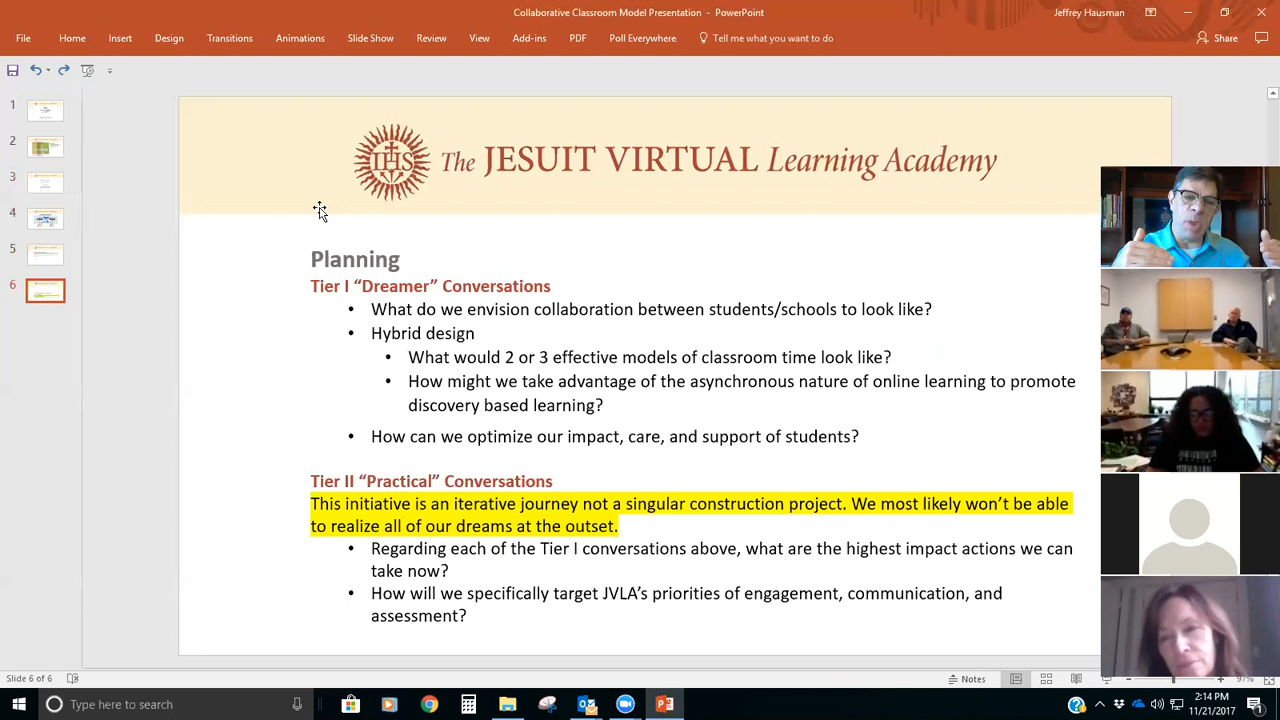 Collaborative Classroom Model Presentation - PowerPoint
Jeffrey Hausman
File Home Insert Design Transitions Animations Slide Show Review View Add-ins PDF Poll Everywhere Tell me what you want to do
Share
1
2
3
4
5
6
IHS
The JESUIT VIRTUAL Learning Academy
Planning
Tier I “Dreamer” Conversations
• What do we envision collaboration between students/schools to look like?
• Hybrid design
• What would 2 or 3 effective models of classroom time look like?
• How might we take advantage of the asynchronous nature of online learning to promote
discovery based learning?
• How can we optimize our impact, care, and support of students?
Tier II “Practical” Conversations
This initiative is an iterative journey not a singular construction project. We most likely won’t be able
to realize all of our dreams at the outset.
• Regarding each of the Tier I conversations above, what are the highest impact actions we can
take now?
• How will we specifically target JVLA’s priorities of engagement, communication, and
assessment?
Slide 6 of 6
Notes
97%
Type here to search
2:14 PM
11/21/2017